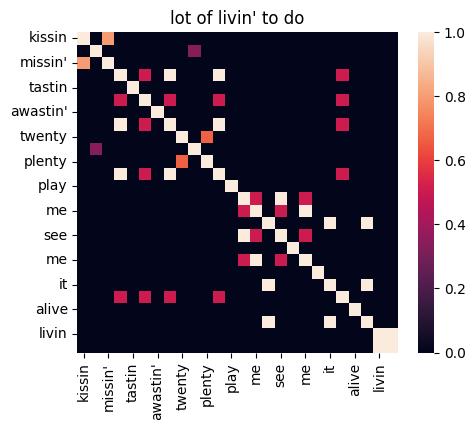 lot of livin' to do
kissin
missin'
tastin
awastin'
twenty
plenty
play
me
see
me
it
alive
livin
kissin
missin'
tastin
awastin'
twenty
plenty
play
me
see
me
it
alive
livin
1.0
0.8
0.6
0.4
0.2
0.0